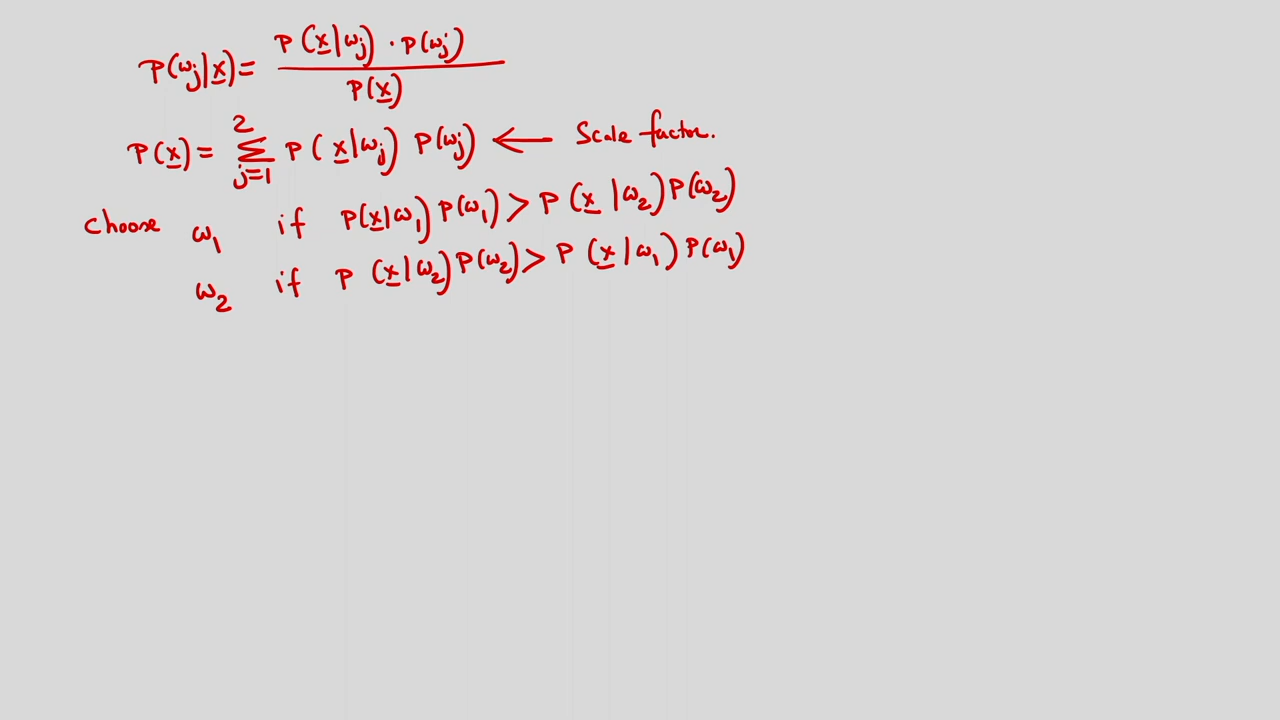 P(ωj|x) = P(x|ωj) · P(ωj) / P(x)
P(x) = Σ_{j=1}^{2} P(x|ωj) P(ωj) ← Scale factor.
Choose ω1 if P(x|ω1) P(ω1) > P(x|ω2) P(ω2)
ω2 if P(x|ω2) P(ω2) > P(x|ω1) P(ω1)